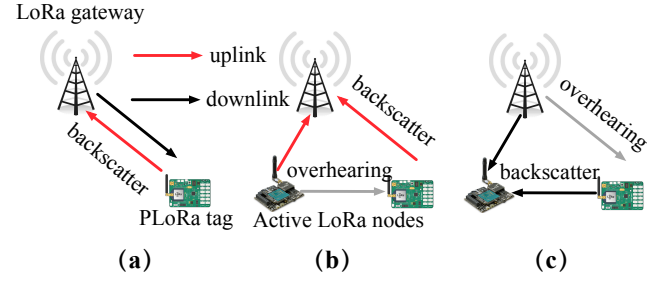 LoRa gateway
uplink
downlink
backscatter
PLoRa tag
(a)
backscatter
overhearing
Active LoRa nodes
(b)
overhearing
backscatter
(c)